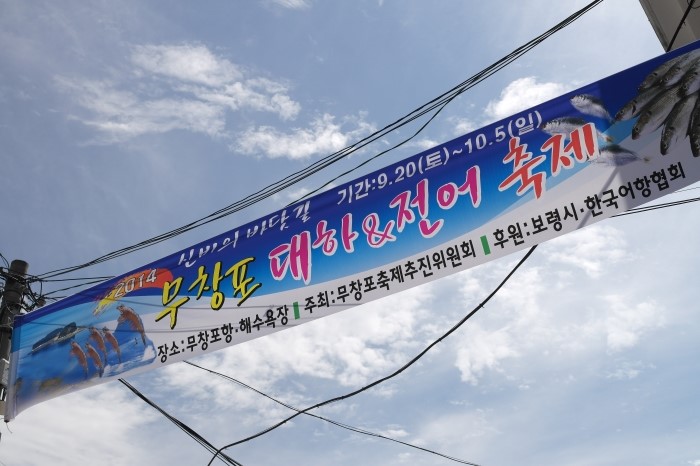 신비의 바닷길 기간:9.20(토)~10.5(일)
2014 무창포 대하&전어 축제
장소:무창포항·해수욕장 주최:무창포축제추진위원회 후원:보령시·한국어항협회